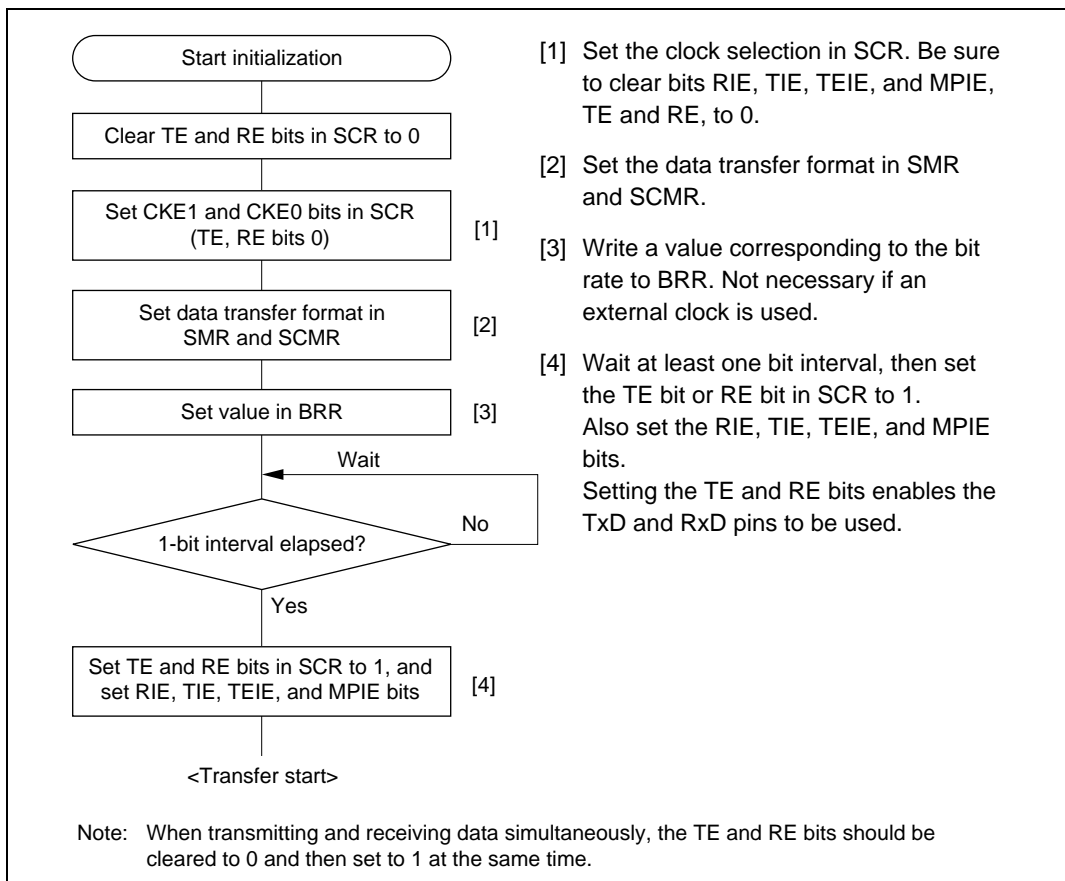 Start initialization
Clear TE and RE bits in SCR to 0
Set CKE1 and CKE0 bits in SCR
(TE, RE bits 0)
[1]
Set data transfer format in
SMR and SCMR
[2]
Set value in BRR
[3]
Wait
1-bit interval elapsed?
No
Yes
Set TE and RE bits in SCR to 1, and
set RIE, TIE, TEIE, and MPIE bits
[4]
<Transfer start>
[1] Set the clock selection in SCR. Be sure
to clear bits RIE, TIE, TEIE, and MPIE,
TE and RE, to 0.
[2] Set the data transfer format in SMR
and SCMR.
[3] Write a value corresponding to the bit
rate to BRR. Not necessary if an
external clock is used.
[4] Wait at least one bit interval, then set
the TE bit or RE bit in SCR to 1.
Also set the RIE, TIE, TEIE, and MPIE
bits.
Setting the TE and RE bits enables the
TxD and RxD pins to be used.
Note: When transmitting and receiving data simultaneously, the TE and RE bits should be
cleared to 0 and then set to 1 at the same time.